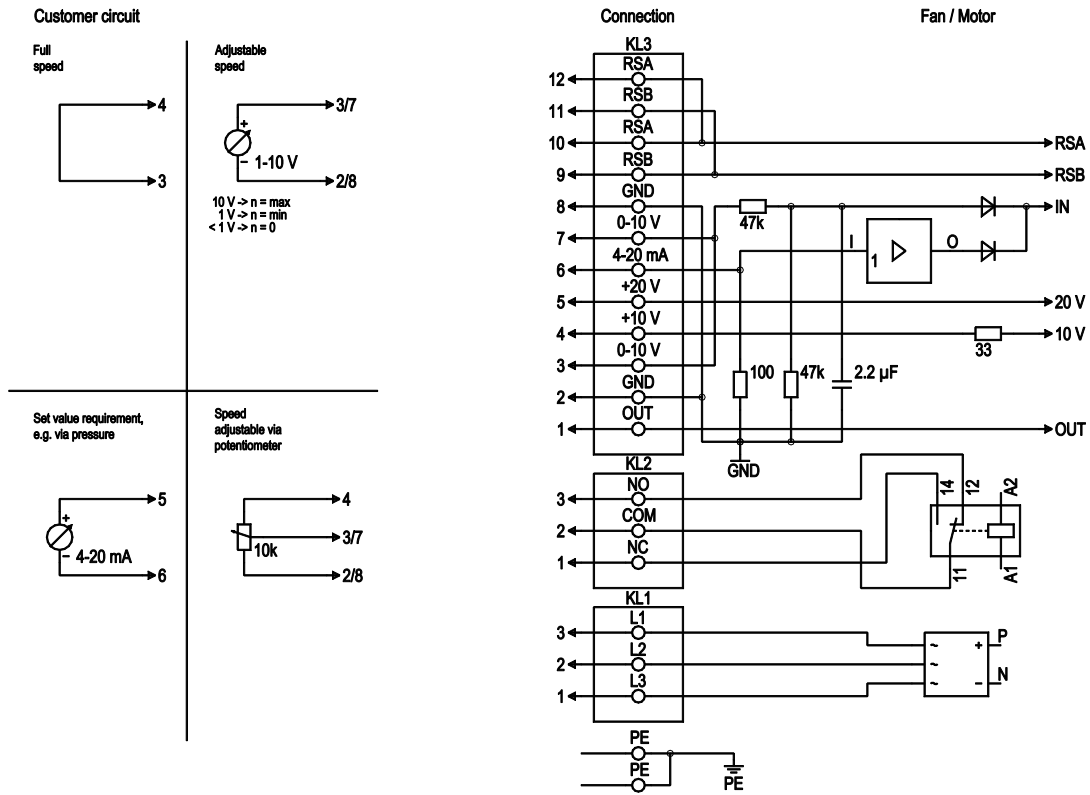 Customer circuit
Full
speed
4
3
Adjustable
speed
3/7
+
1-10 V
–
2/8
10 V -> n = max
1 V -> n = min
< 1 V -> n = 0
Set value requirement,
e.g. via pressure
5
+
– 4-20 mA
6
Speed
adjustable via
potentiometer
4
3/7
10k
2/8
Connection
Fan / Motor
KL3
12 RSA
11 RSB
10 RSA RSA
9 RSB RSB
8 GND IN
47k
7 0-10 V
I 1 O
6 4-20 mA
5 +20 V 20 V
4 +10 V 10 V
33
3 0-10 V
100 47k 2.2 µF
2 GND
1 OUT OUT
GND
KL2
3 NO
2 COM
1 NC
14 12 A2
11 A1
KL1
3 L1
2 L2
1 L3
~ + P
~
~ – N
PE
PE
PE